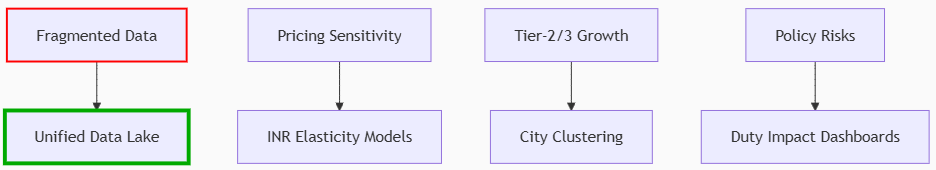 Fragmented Data
Pricing Sensitivity
Tier-2/3 Growth
Policy Risks
Unified Data Lake
INR Elasticity Models
City Clustering
Duty Impact Dashboards